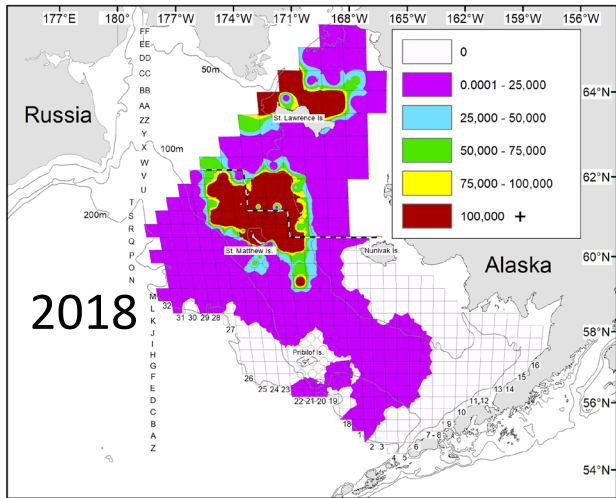 177°E 180° 177°W 174°W 171°W 168°W 165°W 162°W 159°W 156°W
FF
EE
DD
CC
BB
AA
ZZ
Y
X
W
V
U
T
S
R
Q
P
O
N
M
L
K
J
I
H
G
F
E
D
C
B
A
Z
50m
100m
200m
Russia
Alaska
St. Lawrence Is.
St. Matthew Is.
Nunivak Is.
Pribilof Is.
0
0.0001 - 25,000
25,000 - 50,000
50,000 - 75,000
75,000 - 100,000
100,000 +
64°N
62°N
60°N
58°N
56°N
54°N
2018
32
31 30 29 28
27
26
25 24 23
22 21 20 19
18
1
2 3
4 5
6
7 - 8
9
10
11 12
13 14
15
16